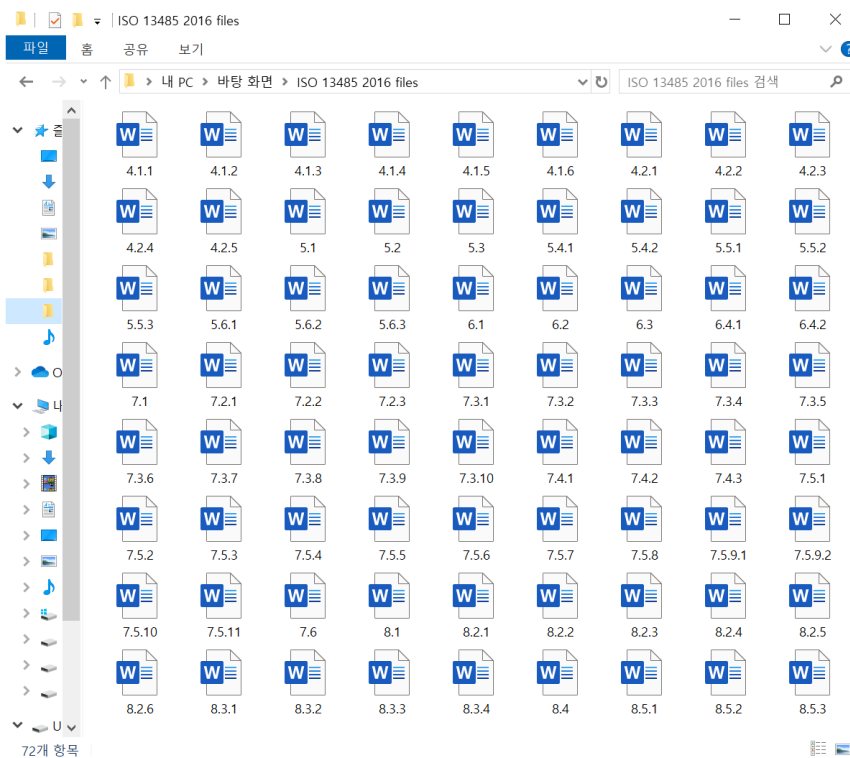 ISO 13485 2016 files
파일 홈 공유 보기
내 PC 바탕 화면 ISO 13485 2016 files ISO 13485 2016 files 검색
4.1.1 4.1.2 4.1.3 4.1.4 4.1.5 4.1.6 4.2.1 4.2.2 4.2.3
4.2.4 4.2.5 5.1 5.2 5.3 5.4.1 5.4.2 5.5.1 5.5.2
5.5.3 5.6.1 5.6.2 5.6.3 6.1 6.2 6.3 6.4.1 6.4.2
7.1 7.2.1 7.2.2 7.2.3 7.3.1 7.3.2 7.3.3 7.3.4 7.3.5
7.3.6 7.3.7 7.3.8 7.3.9 7.3.10 7.4.1 7.4.2 7.4.3 7.5.1
7.5.2 7.5.3 7.5.4 7.5.5 7.5.6 7.5.7 7.5.8 7.5.9.1 7.5.9.2
7.5.10 7.5.11 7.6 8.1 8.2.1 8.2.2 8.2.3 8.2.4 8.2.5
8.2.6 8.3.1 8.3.2 8.3.3 8.3.4 8.4 8.5.1 8.5.2 8.5.3
72개 항목